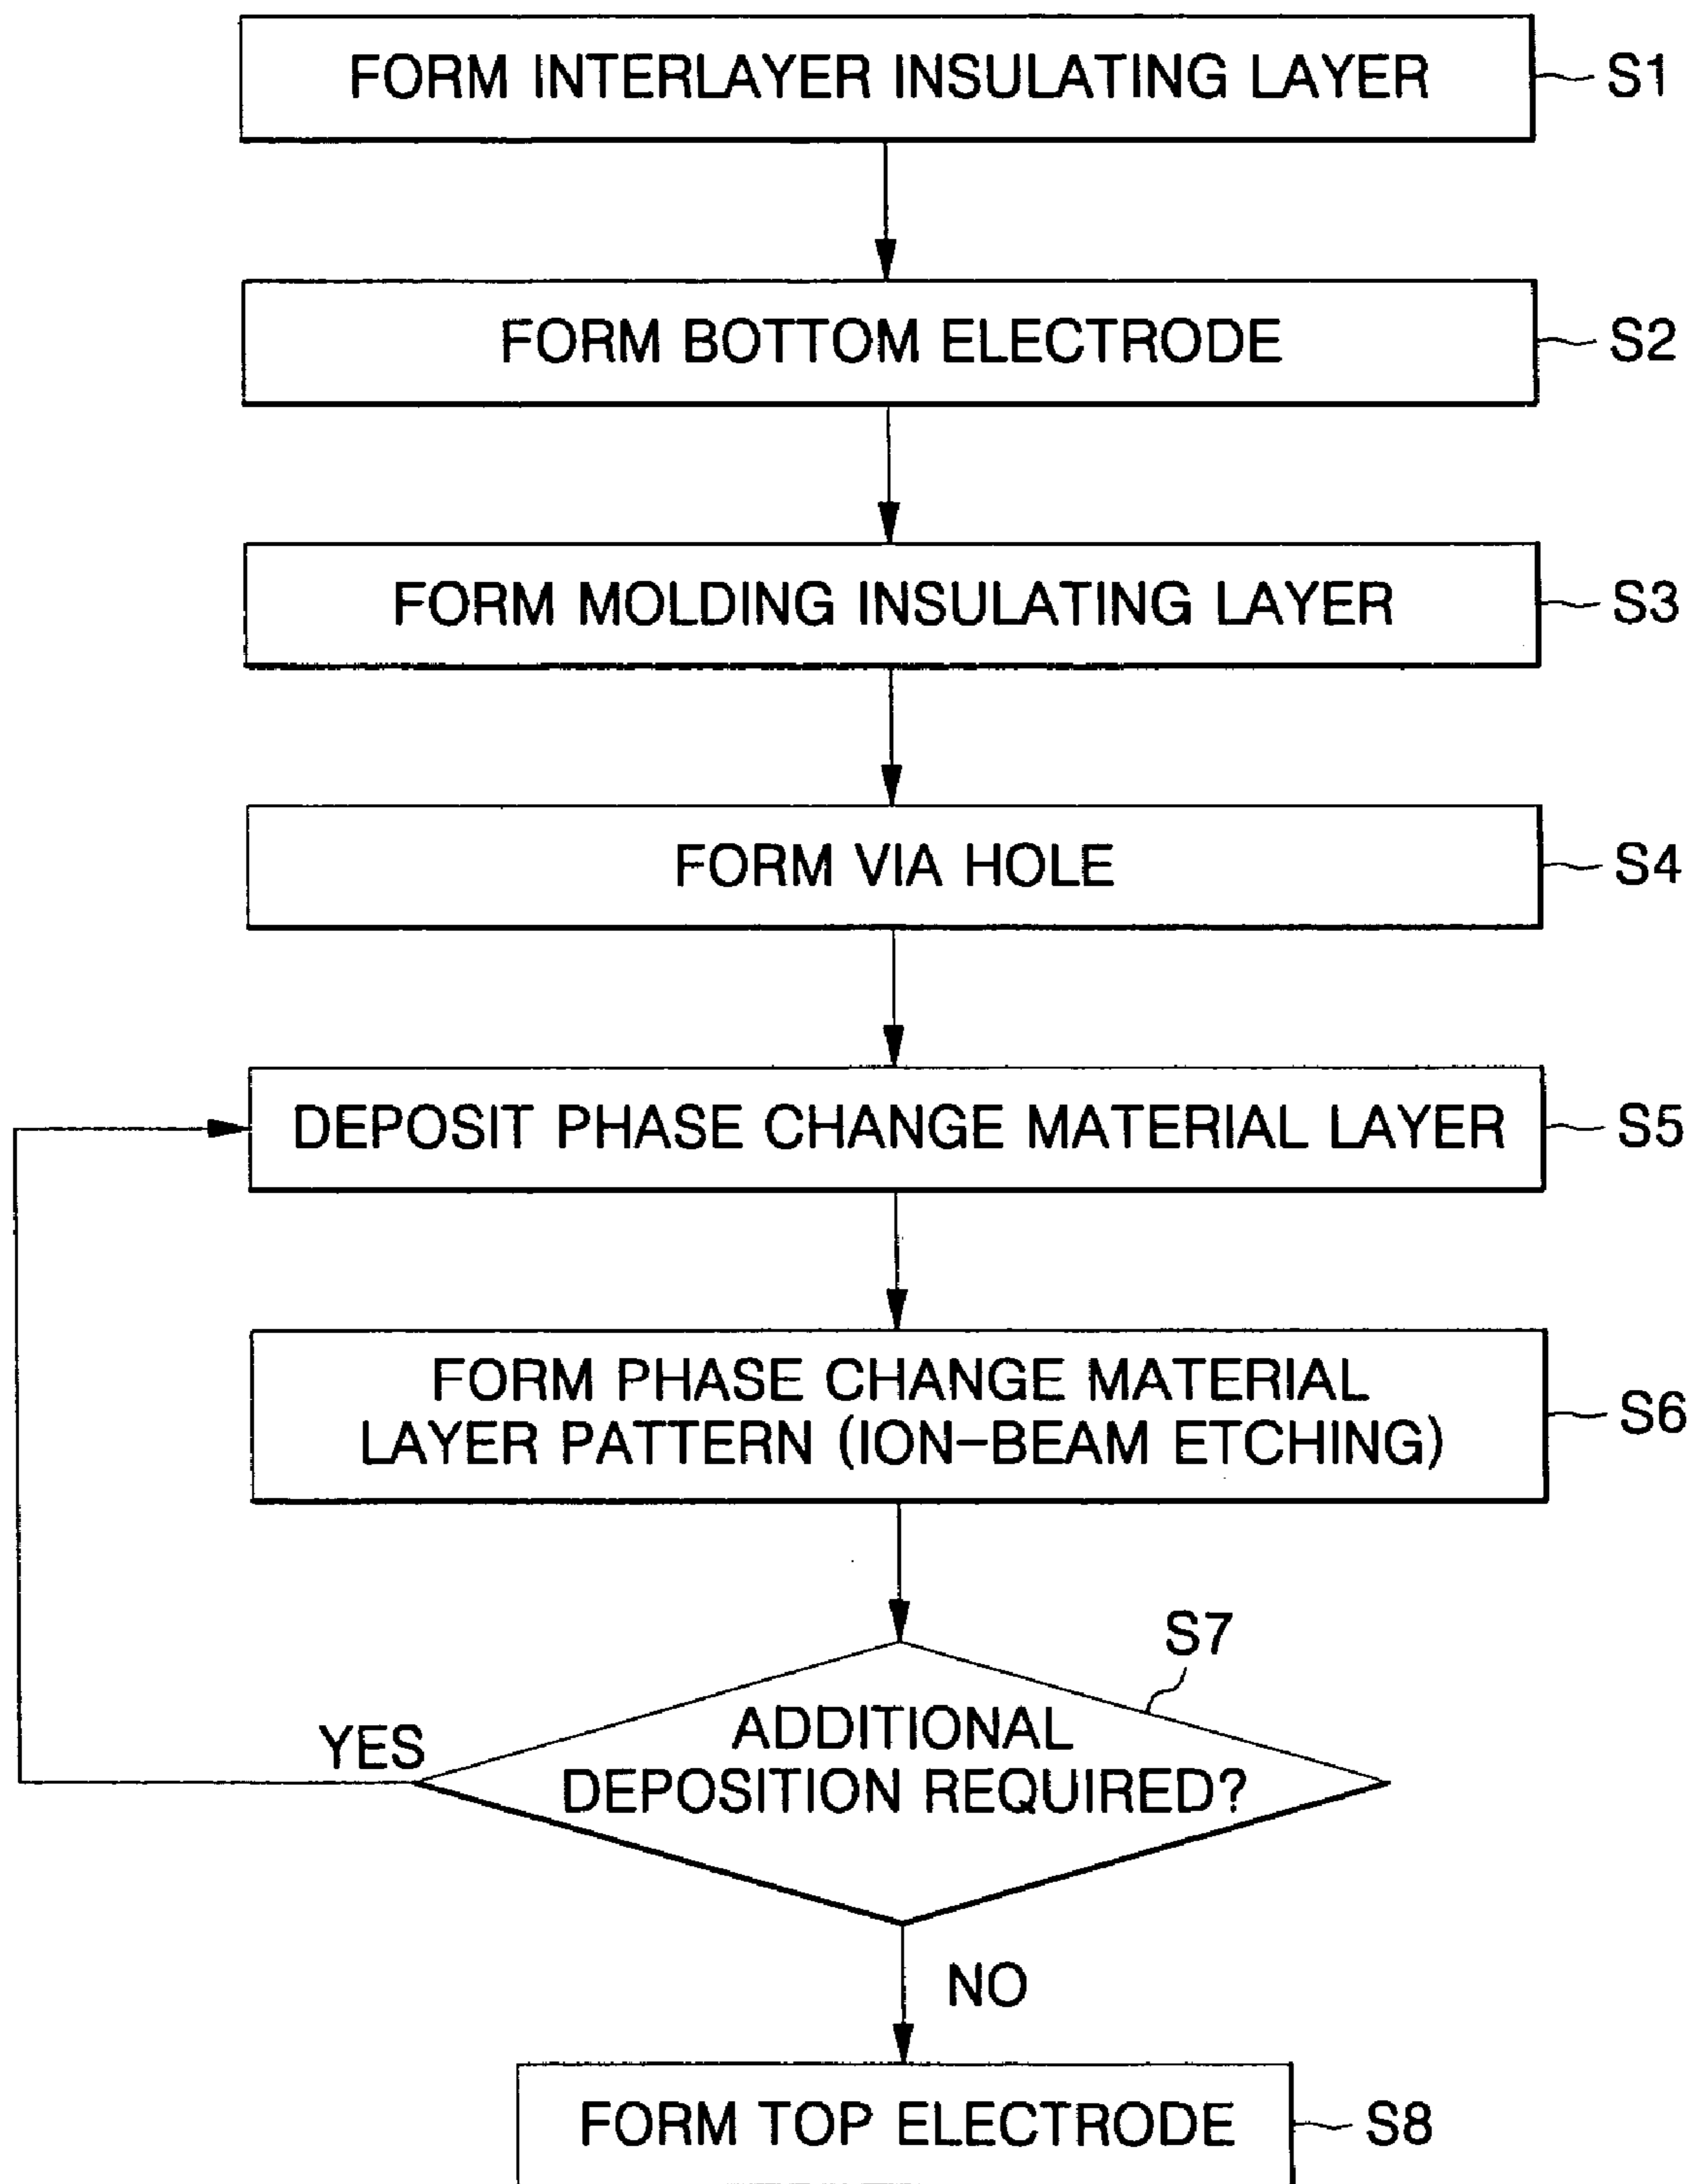 FORM INTERLAYER INSULATING LAYER
S1
FORM BOTTOM ELECTRODE
S2
FORM MOLDING INSULATING LAYER
S3
FORM VIA HOLE
S4
DEPOSIT PHASE CHANGE MATERIAL LAYER
S5
FORM PHASE CHANGE MATERIAL
LAYER PATTERN (ION-BEAM ETCHING)
S6
S7
ADDITIONAL
DEPOSITION REQUIRED?
YES
NO
FORM TOP ELECTRODE
S8